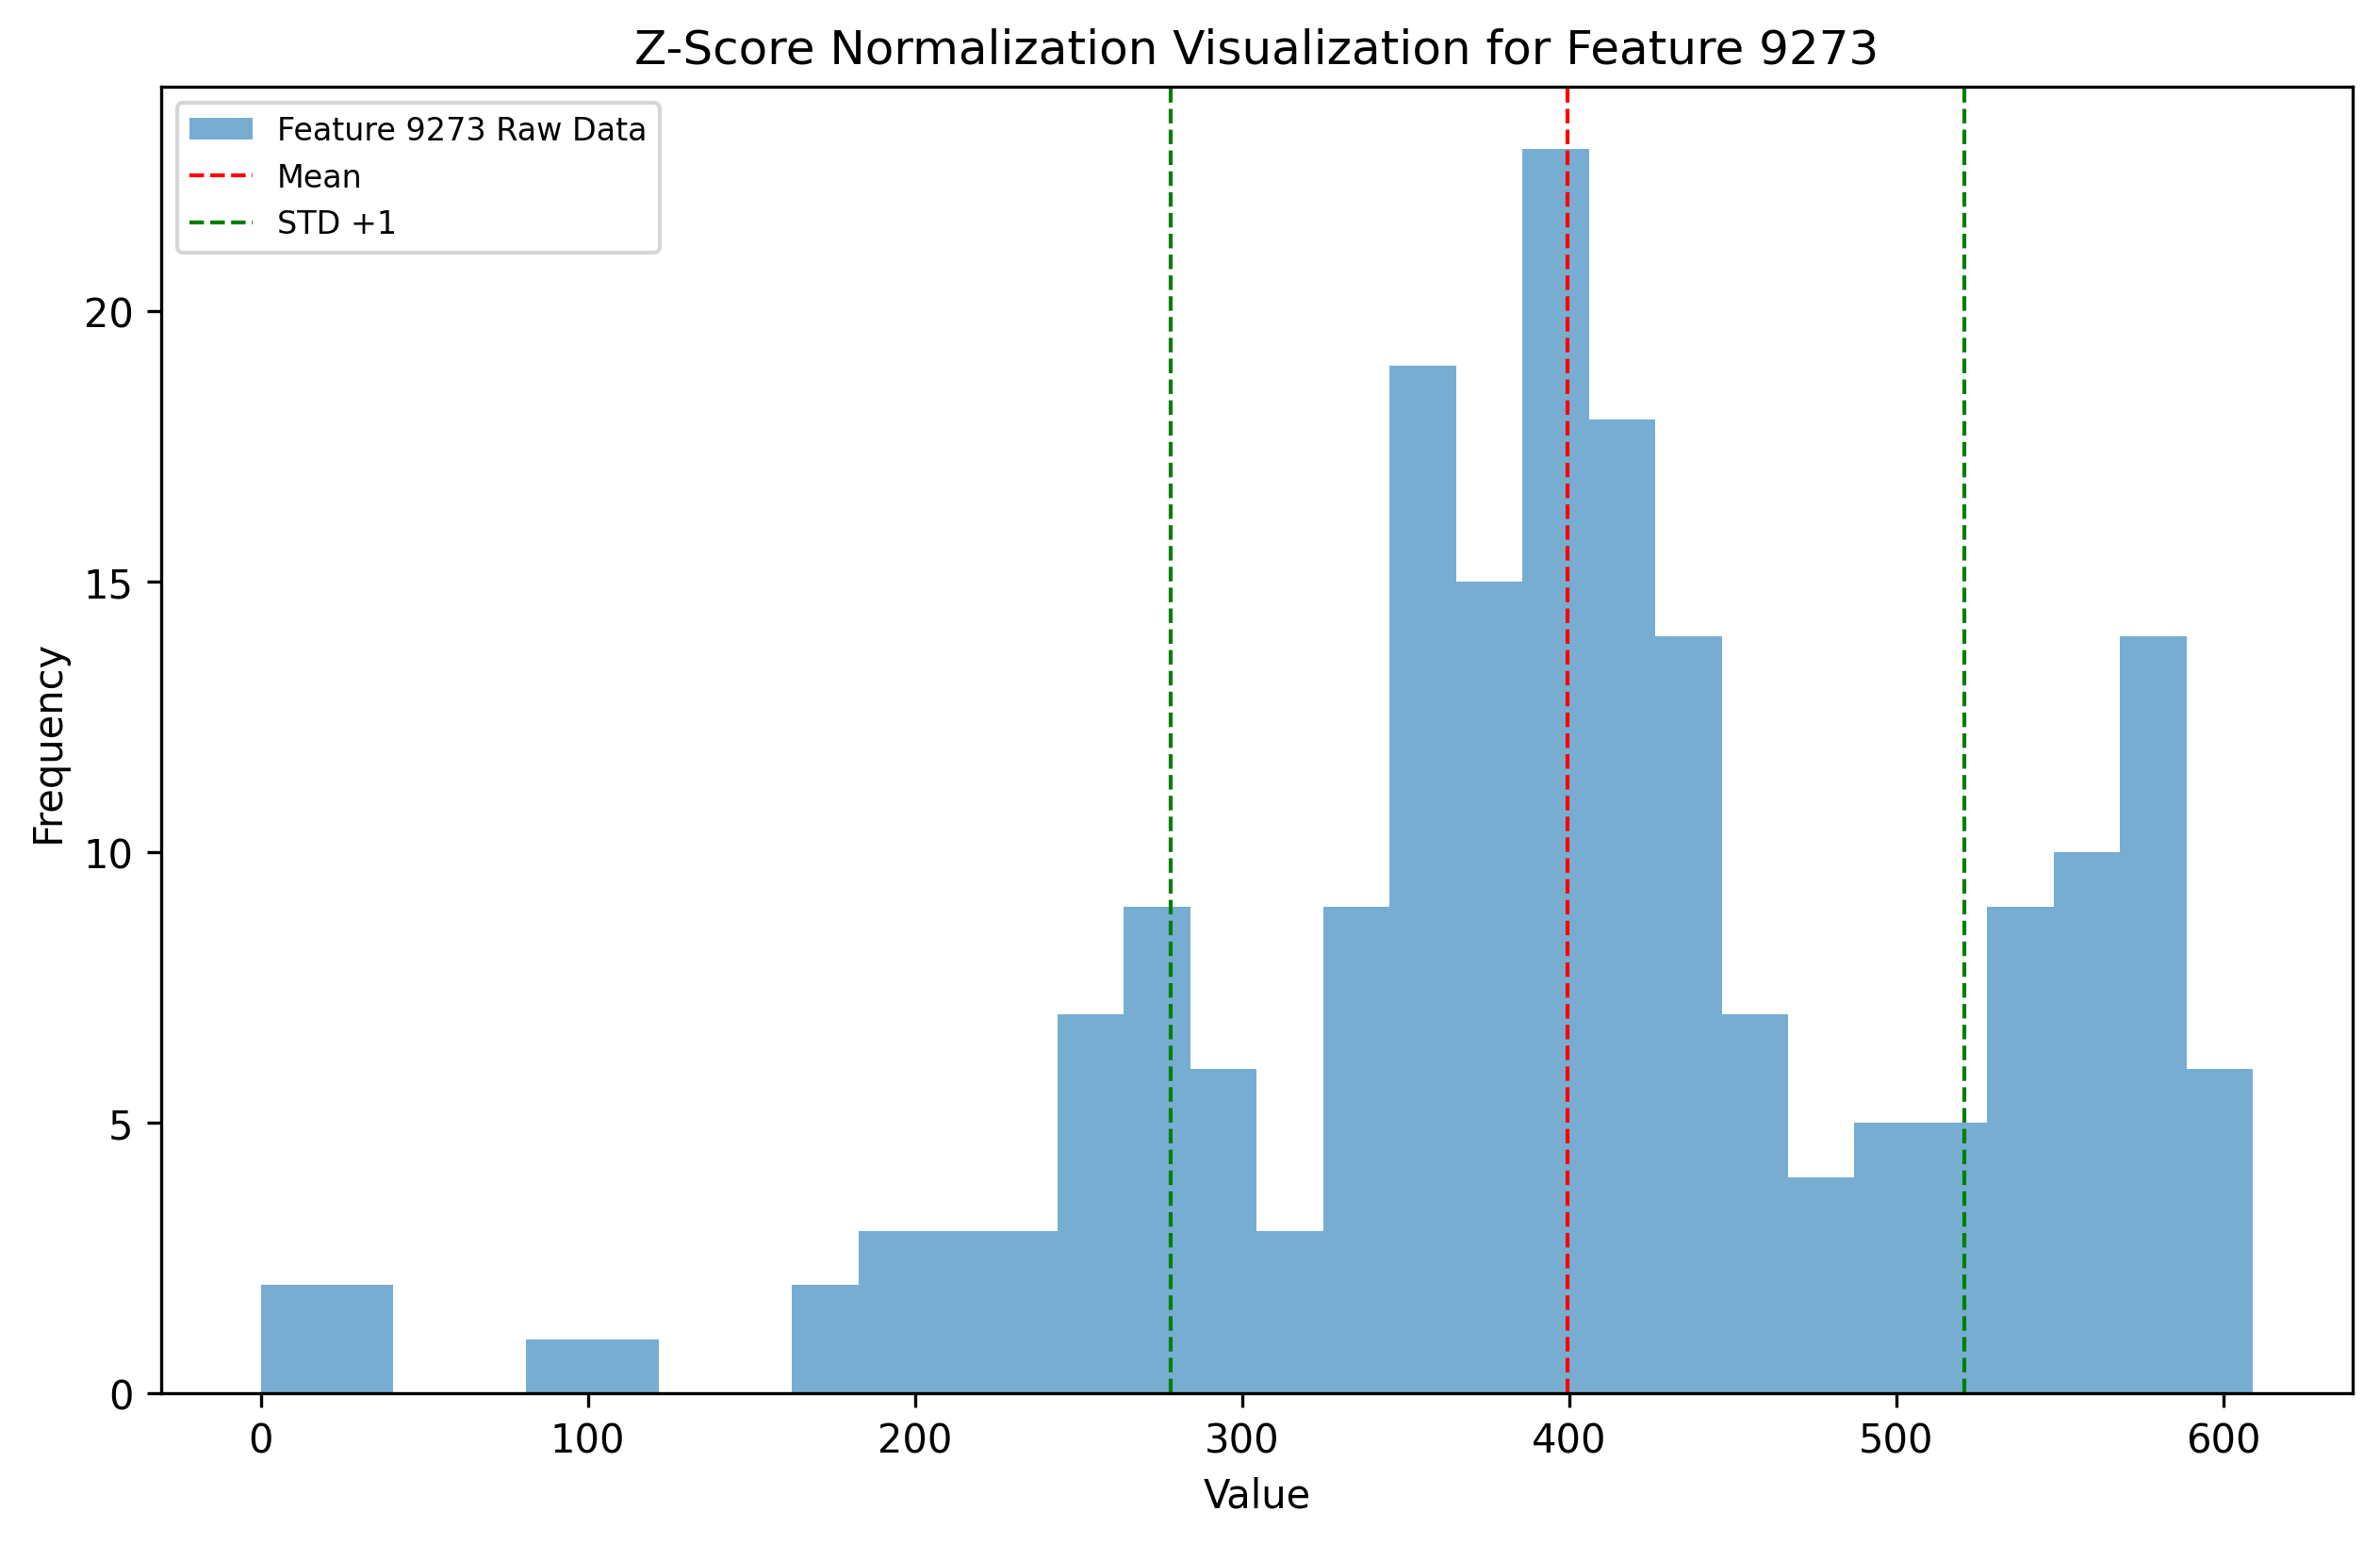 Z-Score Normalization Visualization for Feature 9273
Feature 9273 Raw Data
Mean
STD +1
Frequency
20
15
10
5
0
0 100 200 300 400 500 600
Value